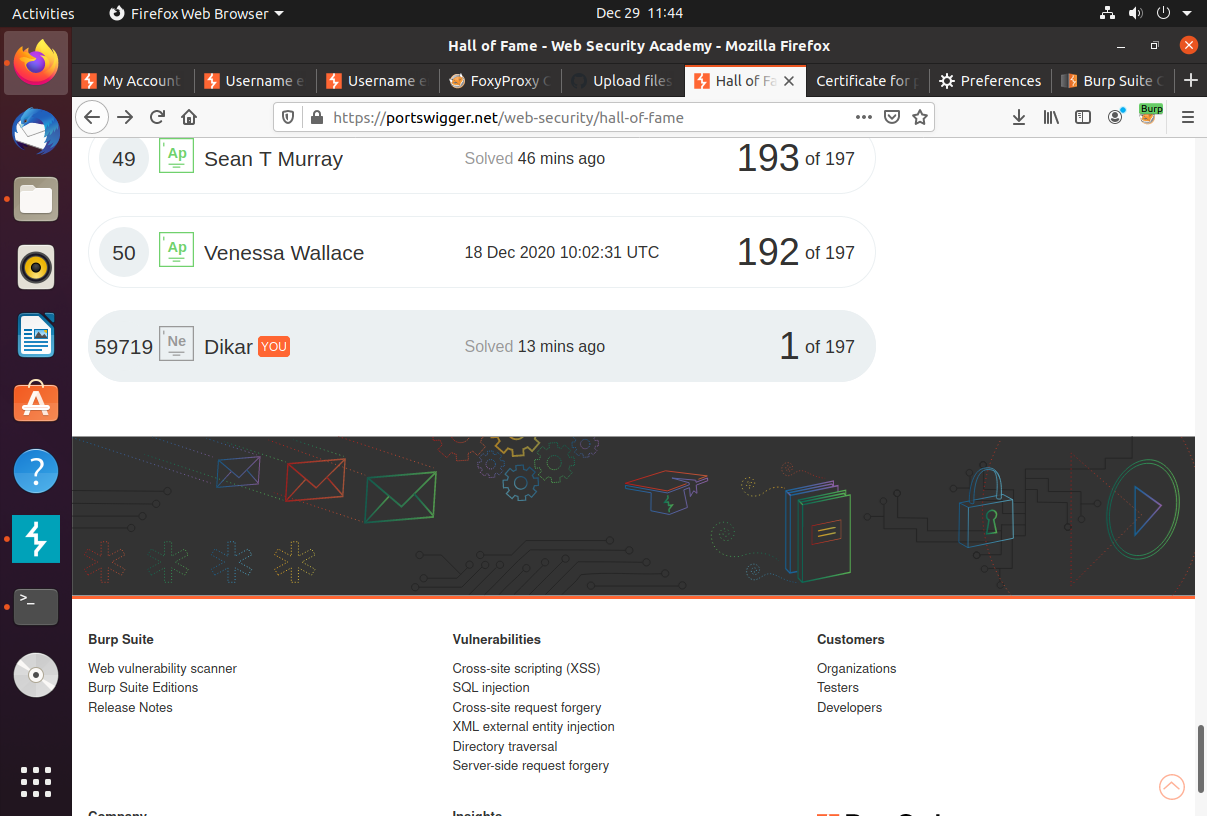 Activities Firefox Web Browser Dec 29 11:44
Hall of Fame - Web Security Academy - Mozilla Firefox
My Account Username e Username e FoxyProxy Upload files Hall of Fa Certificate for Preferences Burp Suite
https://portswigger.net/web-security/hall-of-fame Burp
49 Ap Sean T Murray Solved 46 mins ago 193 of 197
50 Ap Venessa Wallace 18 Dec 2020 10:02:31 UTC 192 of 197
59719 Ne Dikar YOU Solved 13 mins ago 1 of 197
Burp Suite Vulnerabilities Customers
Web vulnerability scanner Cross-site scripting (XSS) Organizations
Burp Suite Editions SQL injection Testers
Release Notes Cross-site request forgery Developers
XML external entity injection
Directory traversal
Server-side request forgery
Company Insights